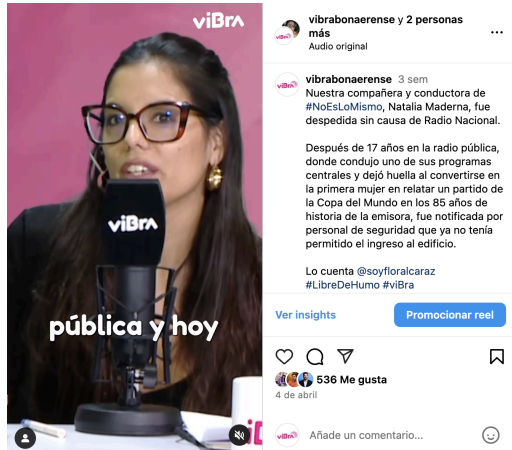 viBra
viBra
pública y hoy
vibrabonaerense y 2 personas
más
Audio original
vibrabonaerense 3 sem
Nuestra compañera y conductora de
#NoEsLoMismo, Natalia Maderna, fue
despedida sin causa de Radio Nacional.
Después de 17 años en la radio pública,
donde condujo uno de sus programas
centrales y dejó huella al convertirse en
la primera mujer en relatar un partido de
la Copa del Mundo en los 85 años de
historia de la emisora, fue notificada por
personal de seguridad que ya no tenía
permitido el ingreso al edificio.
Lo cuenta @soyfloralcaraz
#LibreDeHumo #viBra
Ver insights
Promocionar reel
536 Me gusta
4 de abril
viBra
Añade un comentario...